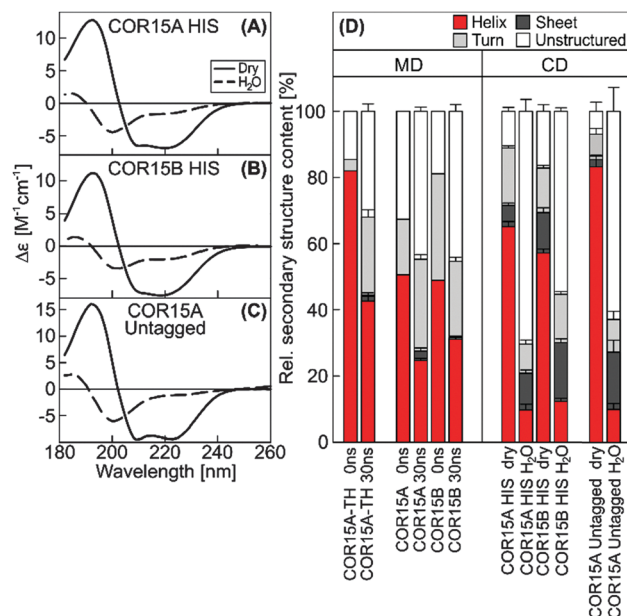 (A)
COR15A HIS
Dry
H₂O
10
5
0
-5
(B)
COR15B HIS
10
5
0
-5
(C)
COR15A
Untagged
15
10
5
0
-5
Δε [M⁻¹cm⁻¹]
180 200 220 240 260
Wavelength [nm]
(D)
Helix Sheet
Turn Unstructured
MD CD
Rel. secondary structure content [%]
100
80
60
40
20
0
COR15A-TH 0ns
COR15A-TH 30ns
COR15A 0ns
COR15A 30ns
COR15B 0ns
COR15B 30ns
COR15A HIS dry
COR15A HIS H₂O
COR15B HIS dry
COR15B HIS H₂O
COR15A Untagged dry
COR15A Untagged H₂O